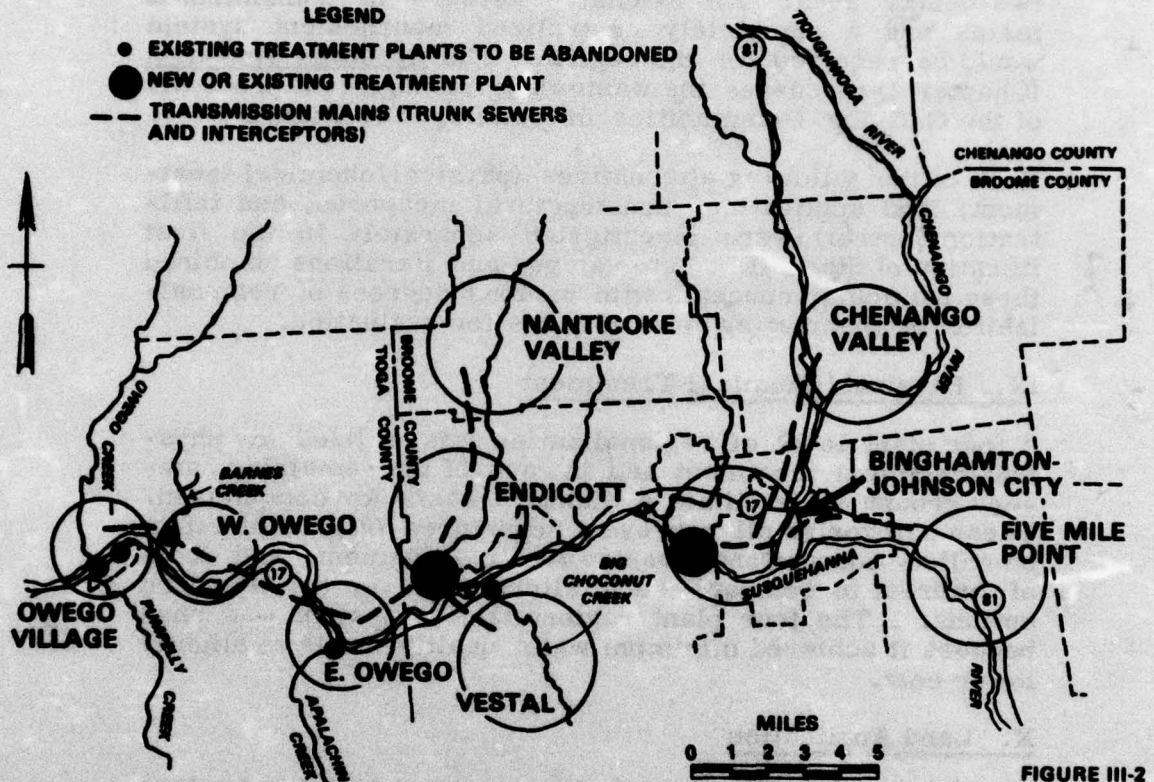 LEGEND
EXISTING TREATMENT PLANTS TO BE ABANDONED
NEW OR EXISTING TREATMENT PLANT
TRANSMISSION MAINS (TRUNK SEWERS
AND INTERCEPTORS)
81
TIOUGHNIOGA
RIVER
CHENANGO COUNTY
BROOME COUNTY
CHENANGO
RIVER
NANTICOKE
VALLEY
CHENANGO
VALLEY
BROOME COUNTY
TIOGA COUNTY
OWEGO CREEK
BARNES
CREEK
W. OWEGO
ENDICOTT
17
BINGHAMTON-
JOHNSON CITY
FIVE MILE
POINT
17
BIG
CHOCONUT
CREEK
SUSQUEHANNA
RIVER
81
OWEGO
VILLAGE
PUMPELLY
CREEK
E. OWEGO
VESTAL
APALACHIN
CREEK
MILES
0 1 2 3 4 5
FIGURE III-2